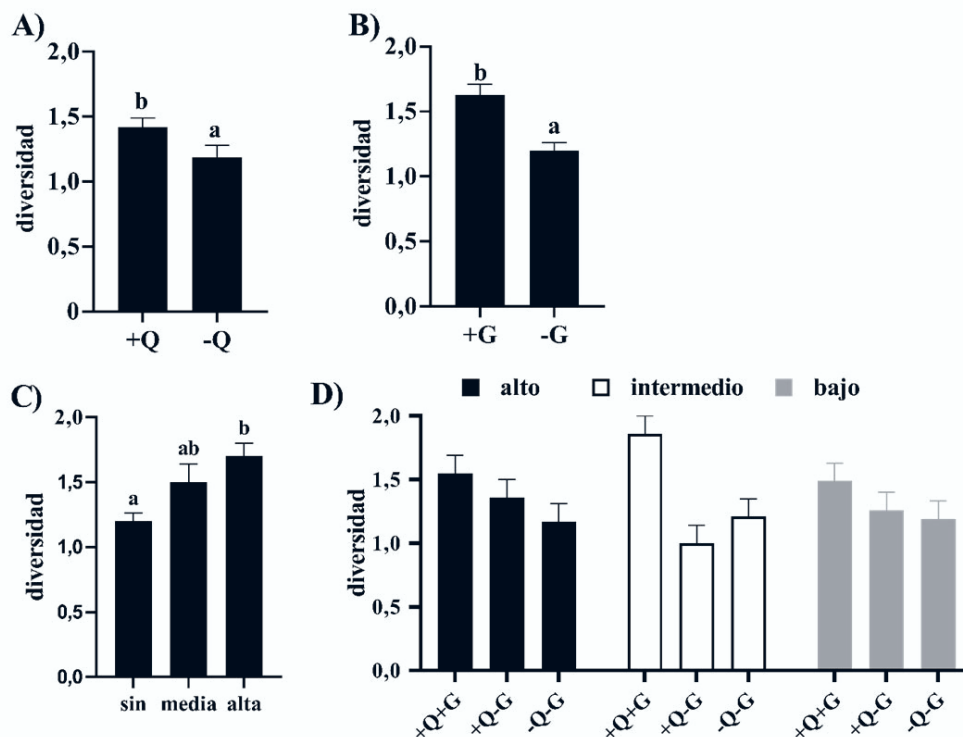 A)
2,0
1,5
1,0
0,5
0
diversidad
b
a
+Q
-Q
B)
2,0
1,5
1,0
0,5
0,0
diversidad
b
a
+G
-G
C)
2,0
1,5
1,0
0,5
0,0
diversidad
a
ab
b
sin
media
alta
D)
alto
intermedio
bajo
2,0
1,5
1,0
0,5
0,0
diversidad
+Q+G
+Q-G
-Q-G
+Q+G
+Q-G
-Q-G
+Q+G
+Q-G
-Q-G